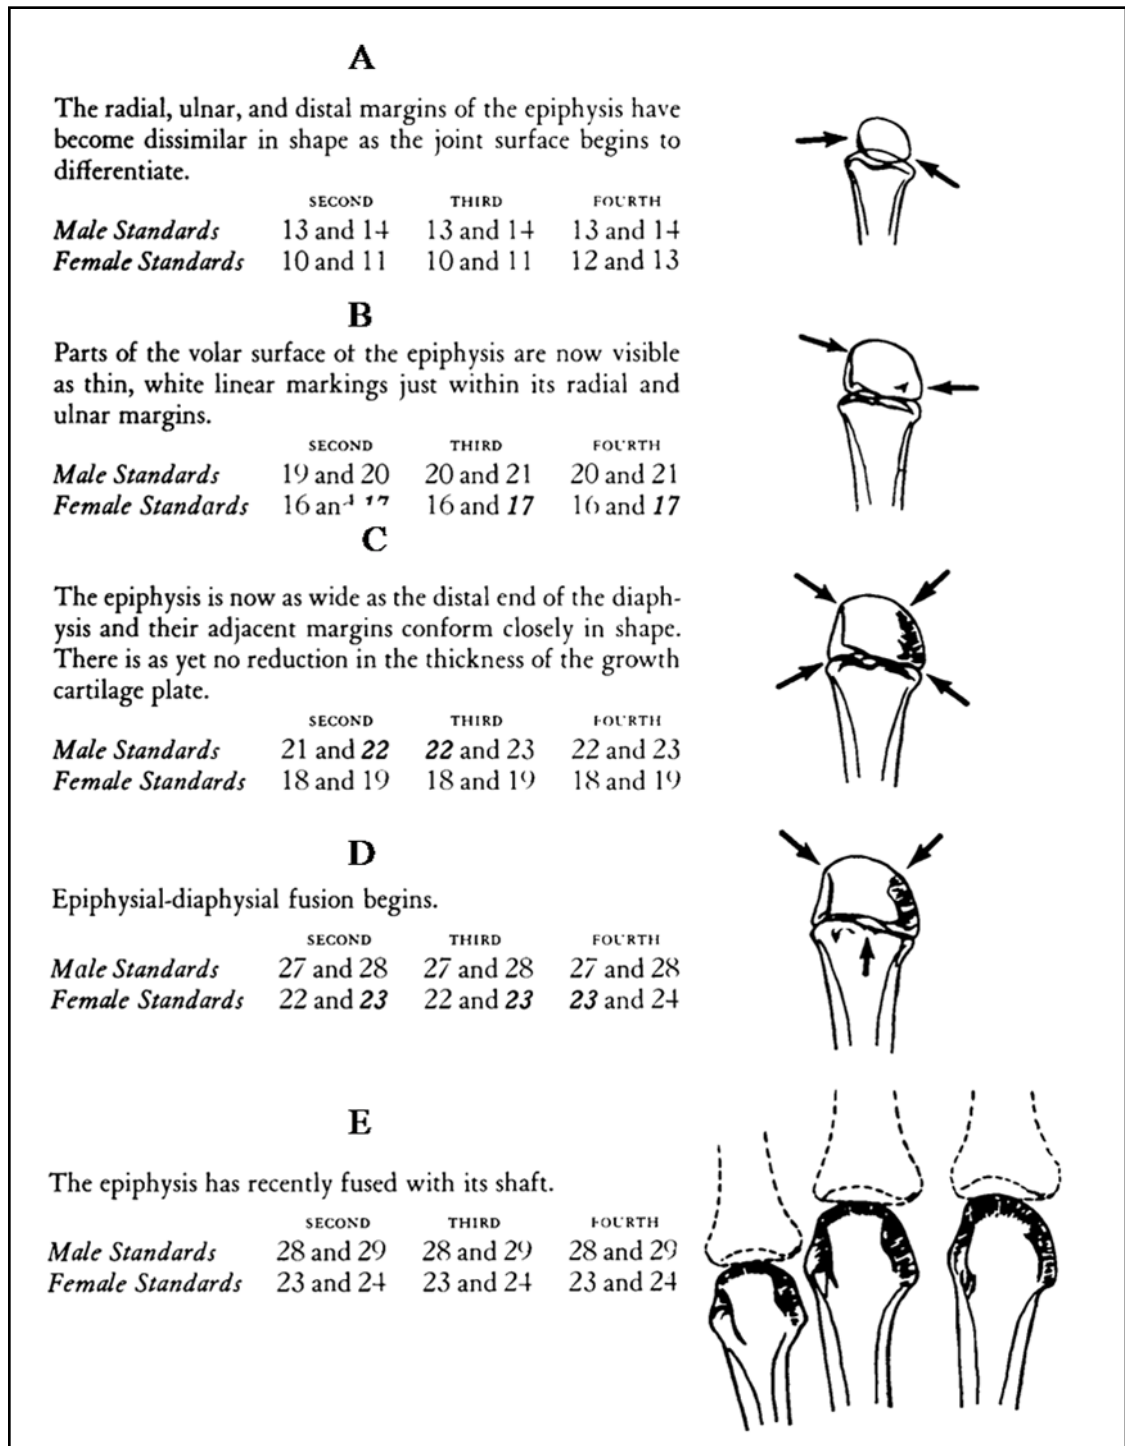 A
The radial, ulnar, and distal margins of the epiphysis have
become dissimilar in shape as the joint surface begins to
differentiate.
SECOND THIRD FOURTH
Male Standards 13 and 14 13 and 14 13 and 14
Female Standards 10 and 11 10 and 11 12 and 13
B
Parts of the volar surface of the epiphysis are now visible
as thin, white linear markings just within its radial and
ulnar margins.
SECOND THIRD FOURTH
Male Standards 19 and 20 20 and 21 20 and 21
Female Standards 16 and 16 and 17 16 and 17
C
The epiphysis is now as wide as the distal end of the diaph-
ysis and their adjacent margins conform closely in shape.
There is as yet no reduction in the thickness of the growth
cartilage plate.
SECOND THIRD FOURTH
Male Standards 21 and 22 22 and 23 22 and 23
Female Standards 18 and 19 18 and 19 18 and 19
D
Epiphysial-diaphysial fusion begins.
SECOND THIRD FOURTH
Male Standards 27 and 28 27 and 28 27 and 28
Female Standards 22 and 23 22 and 23 23 and 24
E
The epiphysis has recently fused with its shaft.
SECOND THIRD FOURTH
Male Standards 28 and 29 28 and 29 28 and 29
Female Standards 23 and 24 23 and 24 23 and 24